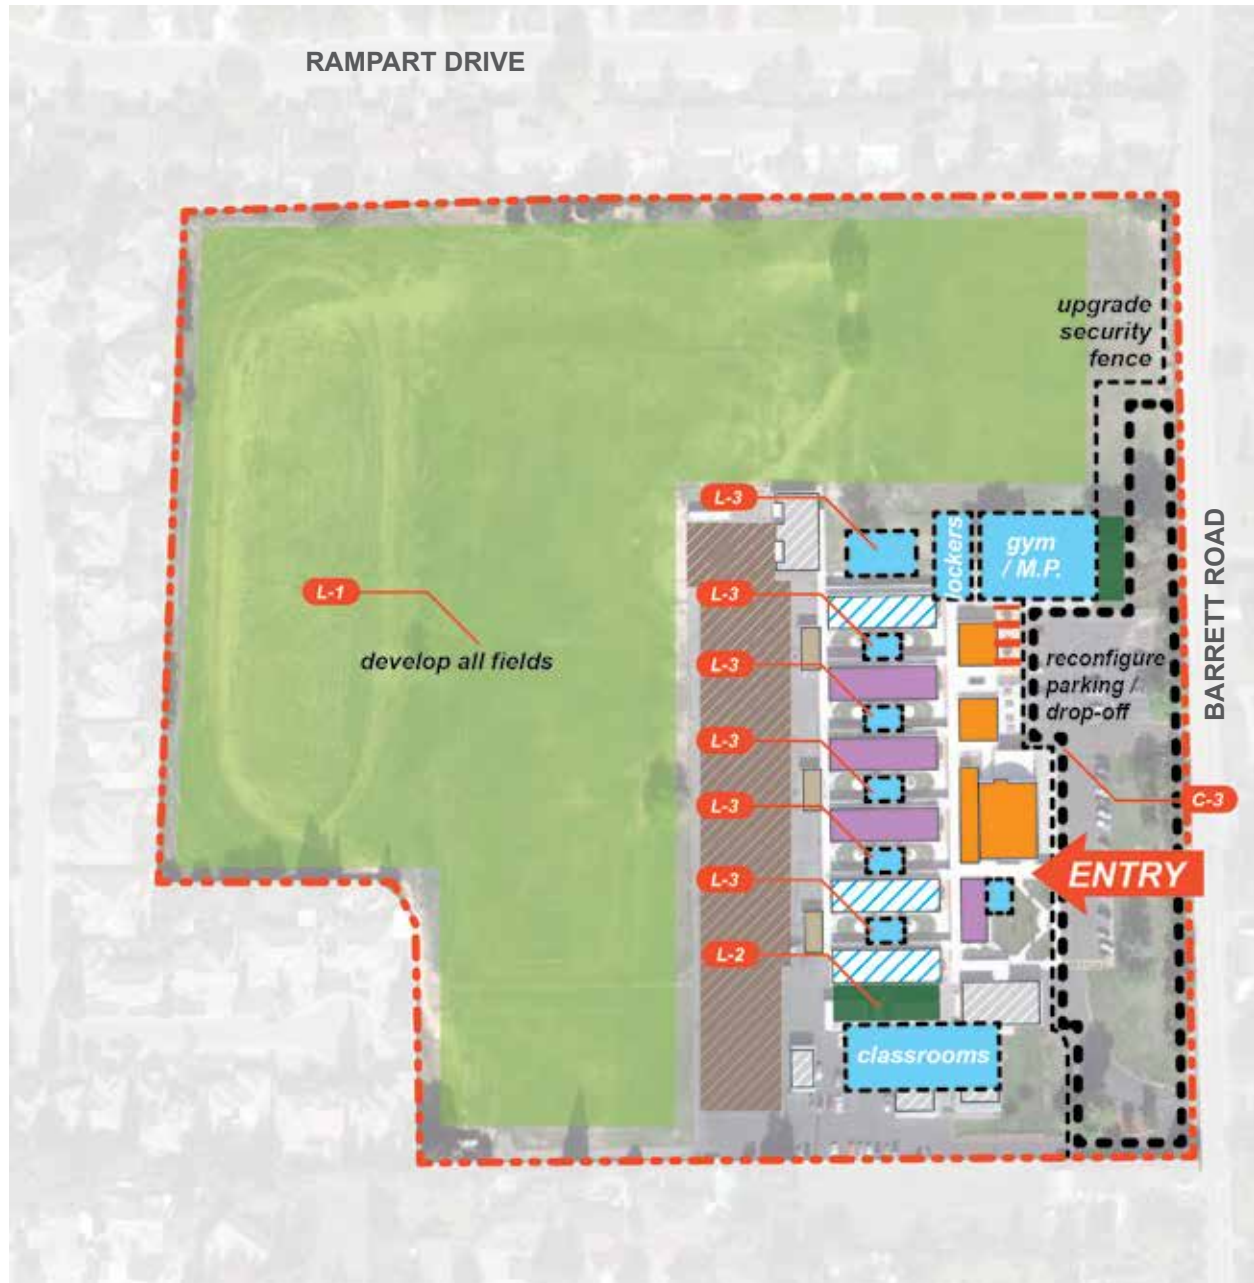 RAMPART DRIVE
upgrade
security
fence
L-3
lockers
gym
/ M.P.
BARRETT ROAD
L-1
develop all fields
L-3
L-3
reconfigure
parking /
drop-off
L-3
C-3
L-3
ENTRY
L-3
L-2
classrooms